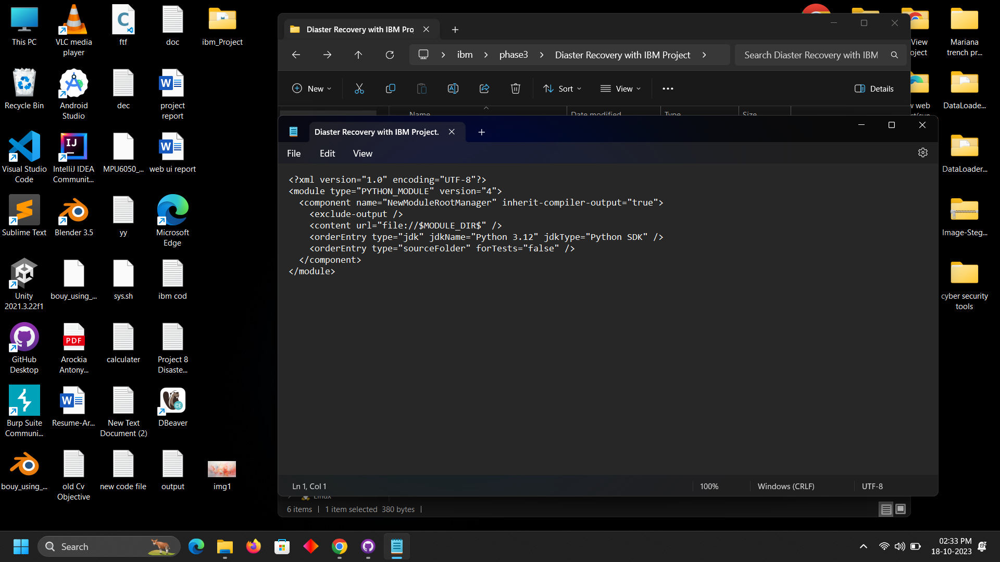 This PC
VLC media player
ftf
doc
ibm_Project
Recycle Bin
Android Studio
dec
project report
Visual Studio Code
IntelliJ IDEA Communit...
MPU6050_...
web ui report
Sublime Text
Blender 3.5
yy
Microsoft Edge
Unity 2021.3.22f1
bouy_using_...
sys.sh
ibm cod
GitHub Desktop
Arockia Antony...
calculater
Project 8 Disaste...
Burp Suite Communi...
Resume-Ar...
New Text Document (2)
DBeaver
bouy_using_...
old Cv Objective
new code file
output
img1
Diaster Recovery with IBM Pro
ibm
phase3
Diaster Recovery with IBM Project
Search Diaster Recovery with IBM
New
Sort
View
Details
Name
Date modified
Type
Size
Diaster Recovery with IBM Project.
File
Edit
View
<?xml version="1.0" encoding="UTF-8"?>
<module type="PYTHON_MODULE" version="4">
  <component name="NewModuleRootManager" inherit-compiler-output="true">
    <exclude-output />
    <content url="file://$MODULE_DIR$" />
    <orderEntry type="jdk" jdkName="Python 3.12" jdkType="Python SDK" />
    <orderEntry type="sourceFolder" forTests="false" />
  </component>
</module>
Ln 1, Col 1
100%
Windows (CRLF)
UTF-8
Linux
6 items
1 item selected 380 bytes
View
Mariana trench pr...
web
DataLoade...
DataLoader...
Image-Steg...
cyber security tools
Search
02:33 PM
18-10-2023